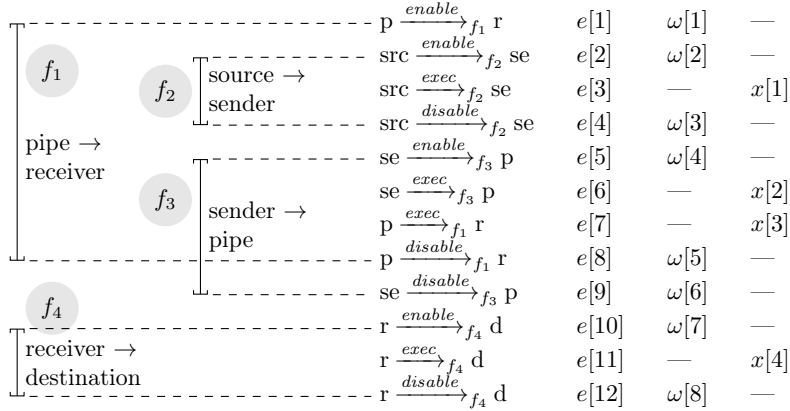 p enable→f1 r e[1] ω[1] —
f1
src enable→f2 se e[2] ω[2] —
f2
source →
sender
src exec→f2 se e[3] — x[1]
src disable→f2 se e[4] ω[3] —
pipe →
receiver
se enable→f3 p e[5] ω[4] —
f3
sender →
pipe
se exec→f3 p e[6] — x[2]
p exec→f1 r e[7] — x[3]
p disable→f1 r e[8] ω[5] —
se disable→f3 p e[9] ω[6] —
f4
r enable→f4 d e[10] ω[7] —
receiver →
destination
r exec→f4 d e[11] — x[4]
r disable→f4 d e[12] ω[8] —